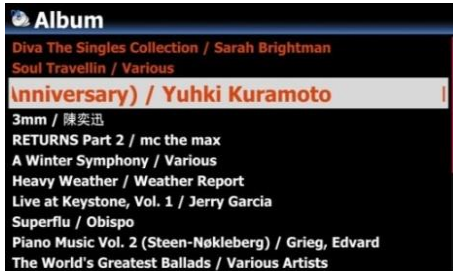 Album
Diva The Singles Collection / Sarah Brightman
Soul Travellin / Various
Anniversary) / Yuhki Kuramoto
3mm / 陳奕迅
RETURNS Part 2 / mc the max
A Winter Symphony / Various
Heavy Weather / Weather Report
Live at Keystone, Vol. 1 / Jerry Garcia
Superflu / Obispo
Piano Music Vol. 2 (Steen-Nøkleberg) / Grieg, Edvard
The World's Greatest Ballads / Various Artists